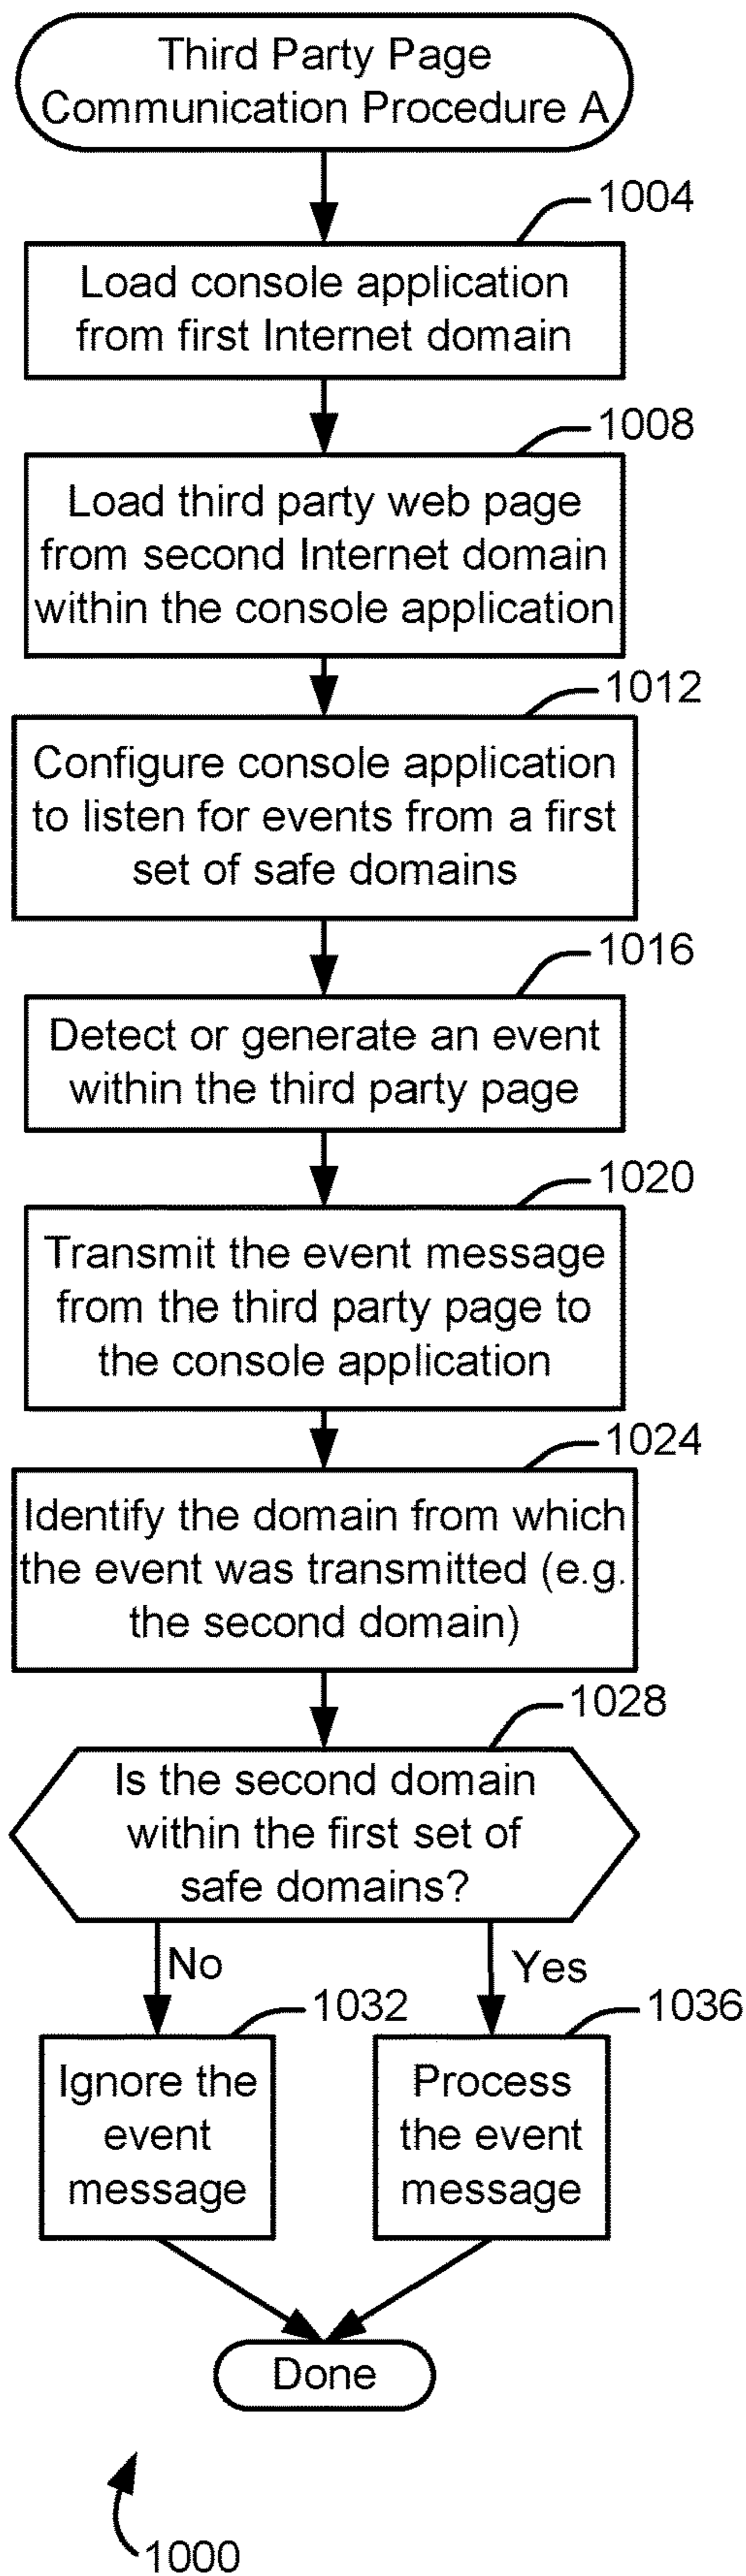 Third Party Page
Communication Procedure A
1004
Load console application
from first Internet domain
1008
Load third party web page
from second Internet domain
within the console application
1012
Configure console application
to listen for events from a first
set of safe domains
1016
Detect or generate an event
within the third party page
1020
Transmit the event message
from the third party page to
the console application
1024
Identify the domain from which
the event was transmitted (e.g.
the second domain)
1028
Is the second domain
within the first set of
safe domains?
No
Yes
1032
Ignore the
event
message
1036
Process
the event
message
Done
1000